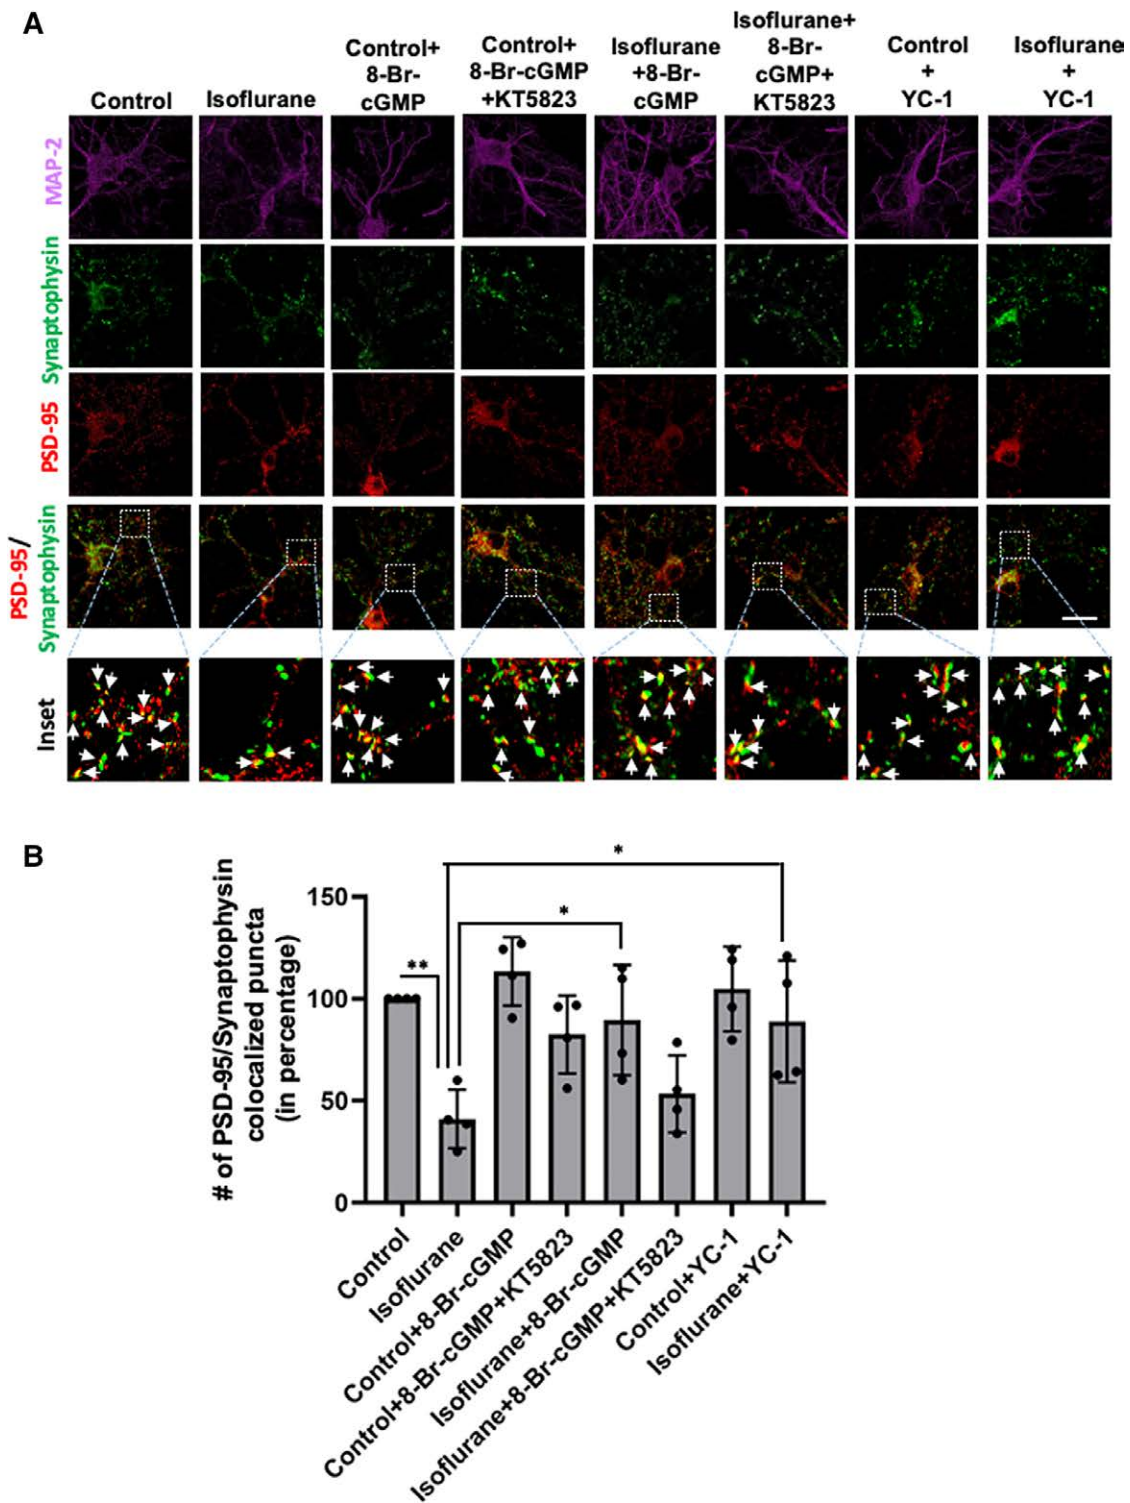 A
Control
Isoflurane
Control+
8-Br-
cGMP
Control+
8-Br-cGMP
+KT5823
Isoflurane
+8-Br-
cGMP
Isoflurane+
8-Br-
cGMP+
KT5823
Control
+
YC-1
Isoflurane
+
YC-1
MAP-2
Synaptophysin
PSD-95
PSD-95/
Synaptophysin
Inset
B
# of PSD-95/Synaptophysin
colocalized puncta
(in percentage)
150
100
50
0
**
*
*
Control
Isoflurane
Control+8-Br-cGMP
Control+8-Br-cGMP+KT5823
Isoflurane+8-Br-cGMP
Isoflurane+8-Br-cGMP+KT5823
Control+YC-1
Isoflurane+YC-1